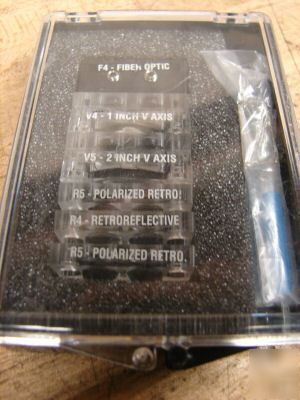 F4 - FIBER OPTIC
V4 - 1 INCH V AXIS
V5 - 2 INCH V AXIS
R5 - POLARIZED RETRO.
R4 - RETROREFLECTIVE
R5 - POLARIZED RETRO.